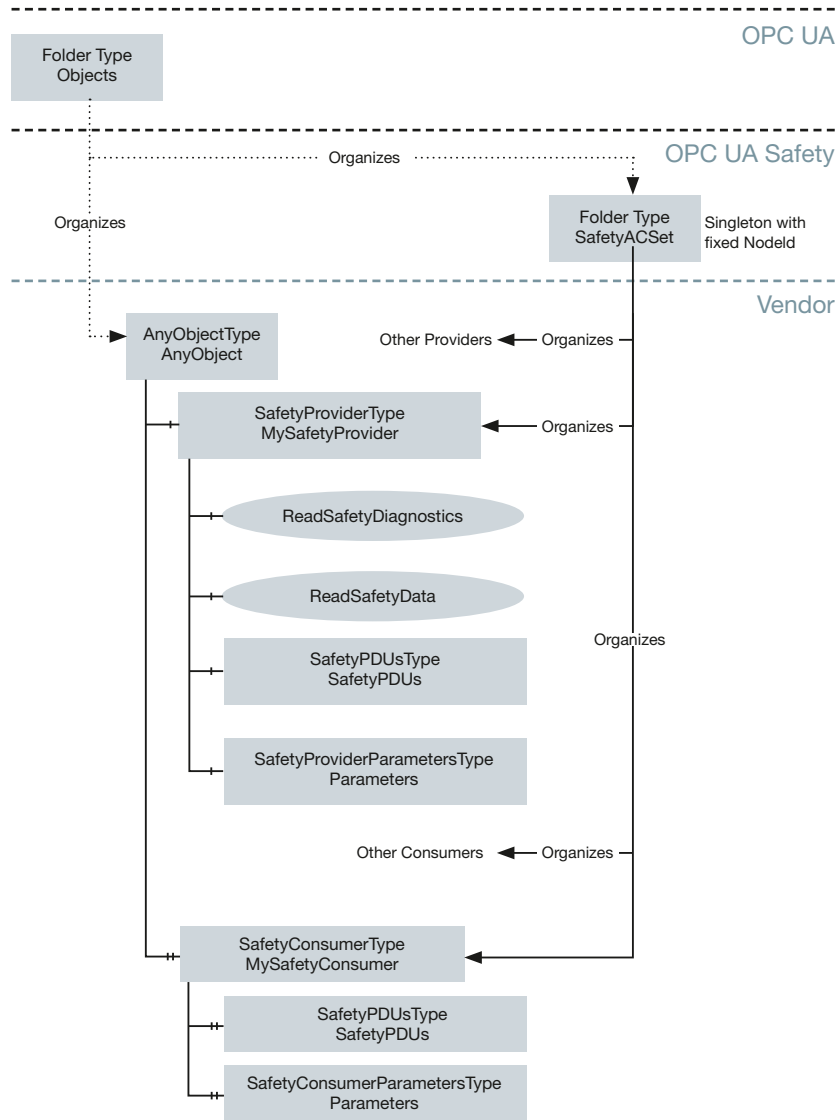 OPC UA
Folder Type
Objects
OPC UA Safety
Organizes
Organizes
Folder Type
SafetyACSet
Singleton with
fixed NodeId
Vendor
AnyObjectType
AnyObject
Other Providers
Organizes
SafetyProviderType
MySafetyProvider
Organizes
ReadSafetyDiagnostics
ReadSafetyData
Organizes
SafetyPDUsType
SafetyPDUs
SafetyProviderParametersType
Parameters
Other Consumers
Organizes
SafetyConsumerType
MySafetyConsumer
SafetyPDUsType
SafetyPDUs
SafetyConsumerParametersType
Parameters